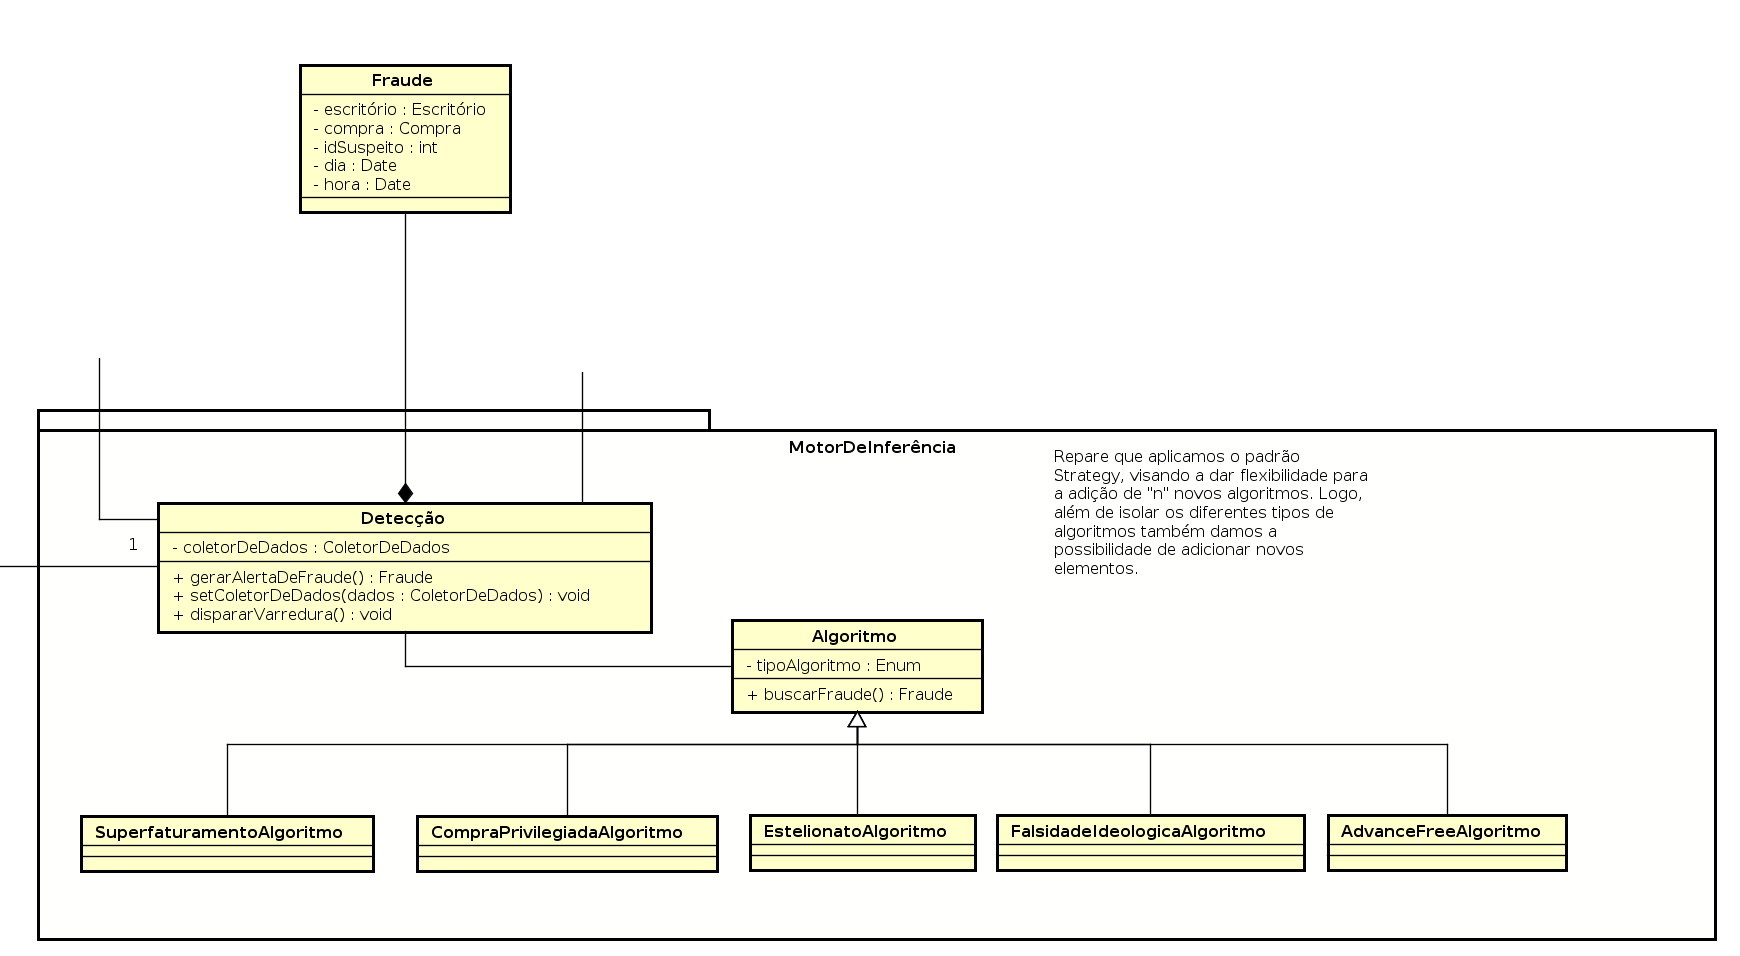 Fraude
- escritório : Escritório
- compra : Compra
- idSuspeito : int
- dia : Date
- hora : Date
MotorDeInferência
Repare que aplicamos o padrão
Strategy, visando a dar flexibilidade para
a adição de "n" novos algoritmos. Logo,
além de isolar os diferentes tipos de
algoritmos também damos a
possibilidade de adicionar novos
elementos.
Detecção
1
- coletorDeDados : ColetorDeDados
+ gerarAlertaDeFraude() : Fraude
+ setColetorDeDados(dados : ColetorDeDados) : void
+ dispararVarredura() : void
Algoritmo
- tipoAlgoritmo : Enum
+ buscarFraude() : Fraude
SuperfaturamentoAlgoritmo
CompraPrivilegiadaAlgoritmo
EstelionatoAlgoritmo
FalsidadeIdeologicaAlgoritmo
AdvanceFreeAlgoritmo